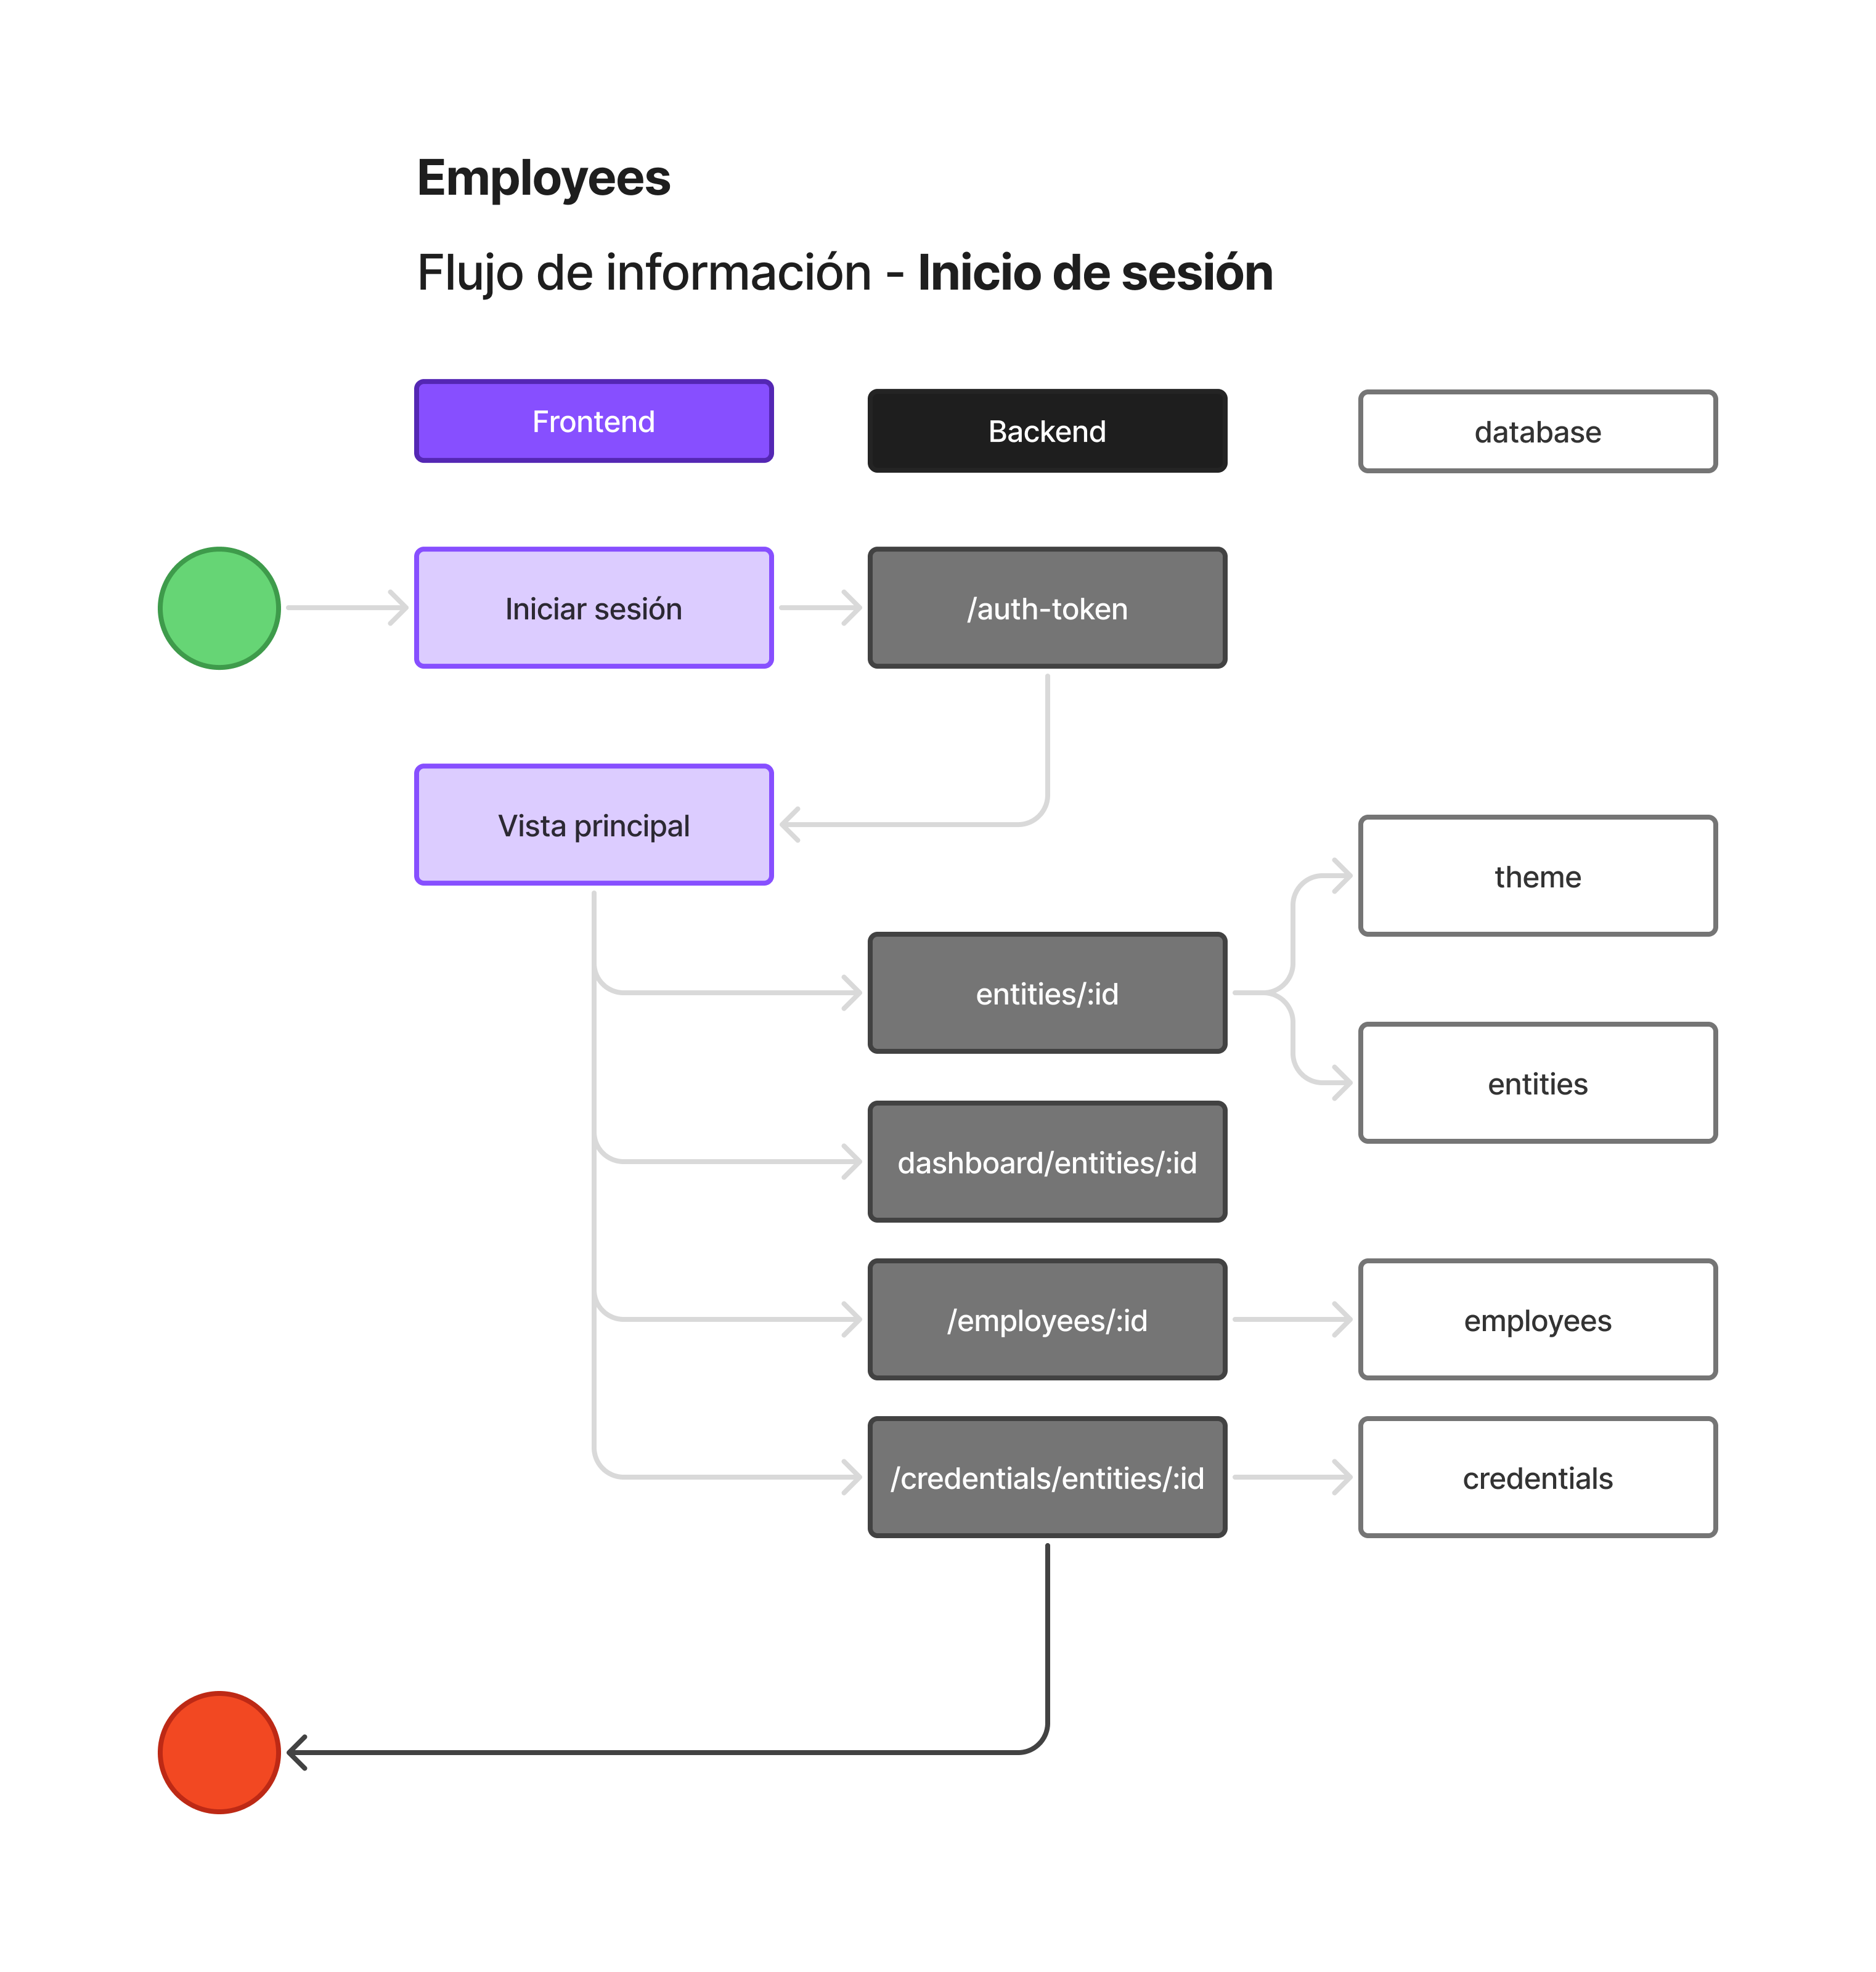 Employees
Flujo de información - Inicio de sesión
Frontend
Backend
database
Iniciar sesión
/auth-token
Vista principal
theme
entities/:id
entities
dashboard/entities/:id
/employees/:id
employees
/credentials/entities/:id
credentials